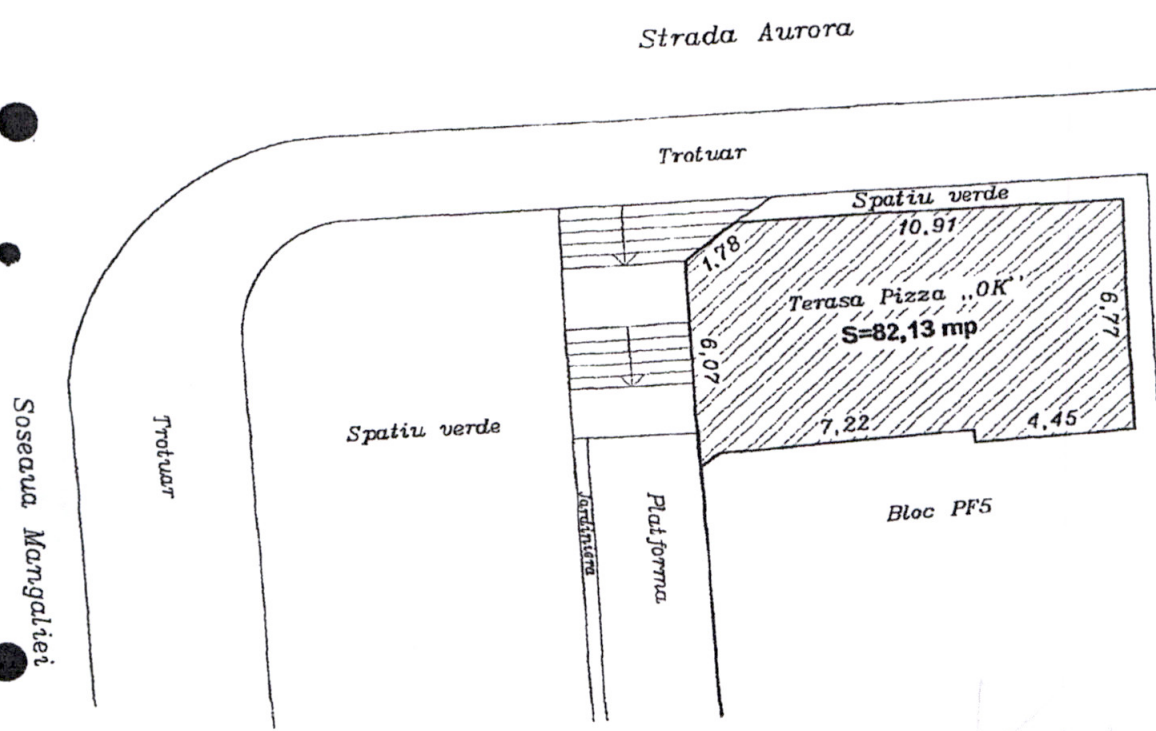 Strada Aurora
Trotuar
Spatiu verde
10,91
1,78
Terasa Pizza „OK''
S=82,13 mp
6,77
6,07
7,22
4,45
Spatiu verde
Trotuar
Soseaua Mangaliei
Jardiniera
Platforma
Bloc PF5